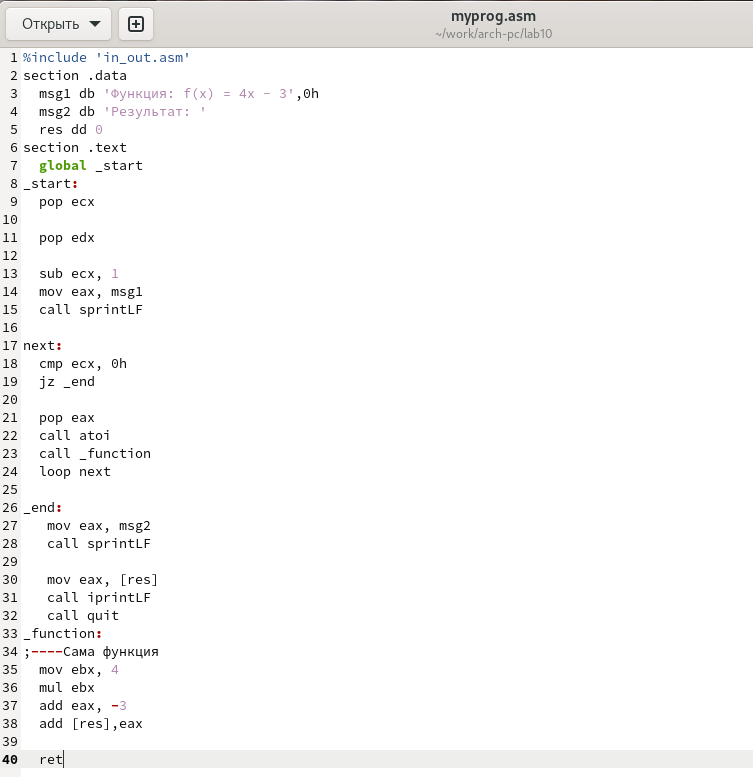 Открыть
myprog.asm
~/work/arch-pc/lab10
1 %include 'in_out.asm'
2 section .data
3   msg1 db 'Функция: f(x) = 4x - 3',0h
4   msg2 db 'Результат: '
5   res dd 0
6 section .text
7   global _start
8 _start:
9   pop ecx
10
11   pop edx
12
13   sub ecx, 1
14   mov eax, msg1
15   call sprintLF
16
17 next:
18   cmp ecx, 0h
19   jz _end
20
21   pop eax
22   call atoi
23   call _function
24   loop next
25
26 _end:
27    mov eax, msg2
28    call sprintLF
29
30    mov eax, [res]
31    call iprintLF
32    call quit
33 _function:
34 ;----Сама функция
35   mov ebx, 4
36   mul ebx
37   add eax, -3
38   add [res],eax
39
40   ret